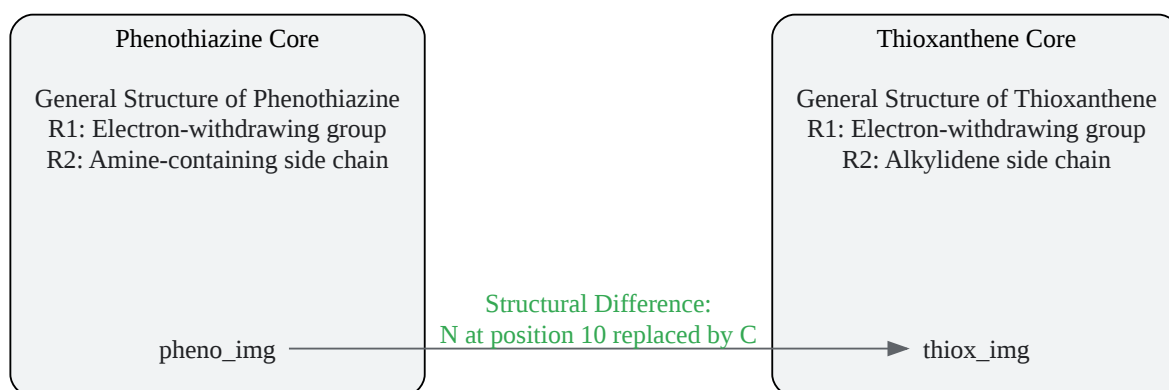 Phenothiazine Core
General Structure of Phenothiazine
R1: Electron-withdrawing group
R2: Amine-containing side chain
pheno_img
Structural Difference:
N at position 10 replaced by C
Thioxanthene Core
General Structure of Thioxanthene
R1: Electron-withdrawing group
R2: Alkylidene side chain
thiox_img